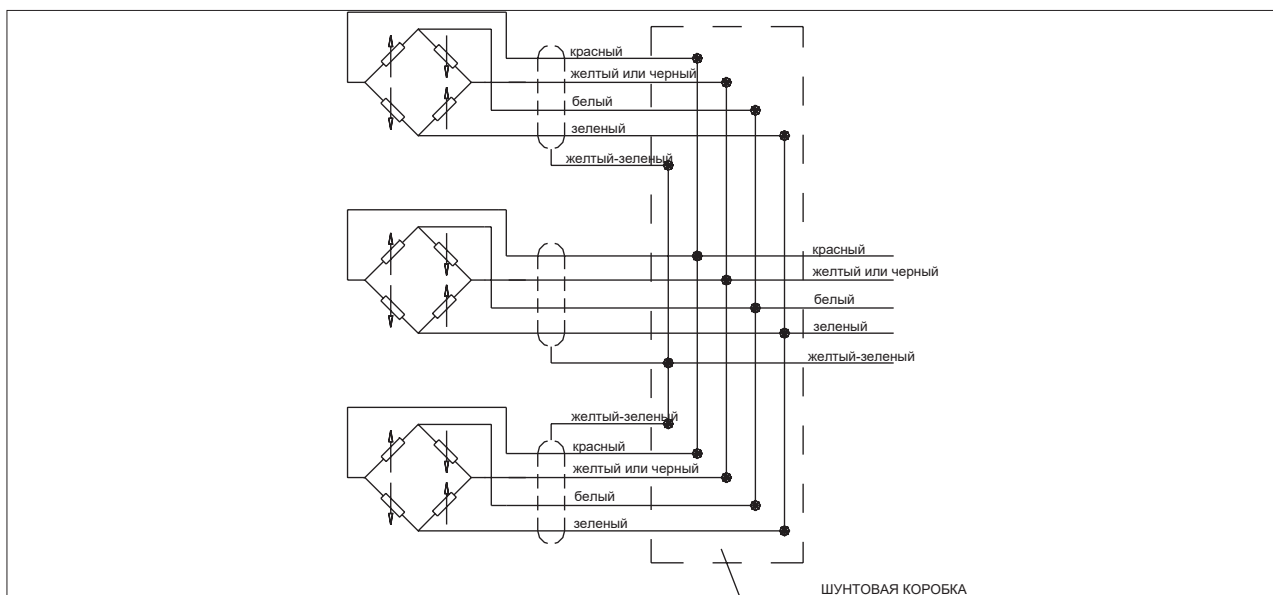 красный
желтый или черный
белый
зеленый
желтый-зеленый
красный
желтый или черный
белый
зеленый
желтый-зеленый
желтый-зеленый
красный
желтый или черный
белый
зеленый
ШУНТОВАЯ КОРОБКА